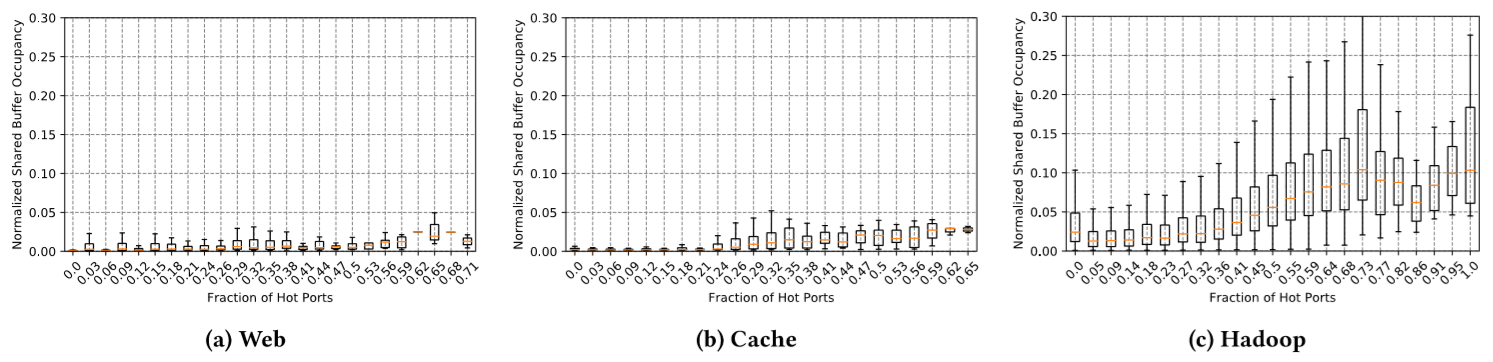 0.30
0.25
0.20
0.15
0.10
0.05
0.00
Normalized Shared Buffer Occupancy
0.0 0.03 0.06 0.09 0.12 0.15 0.18 0.21 0.24 0.26 0.29 0.32 0.35 0.38 0.41 0.44 0.47 0.5 0.53 0.56 0.59 0.62 0.65 0.68 0.71
Fraction of Hot Ports
(a) Web
0.30
0.25
0.20
0.15
0.10
0.05
0.00
Normalized Shared Buffer Occupancy
0.0 0.03 0.06 0.09 0.12 0.15 0.18 0.21 0.24 0.26 0.29 0.32 0.35 0.38 0.41 0.44 0.47 0.5 0.53 0.56 0.59 0.62 0.65
Fraction of Hot Ports
(b) Cache
0.30
0.25
0.20
0.15
0.10
0.05
0.00
Normalized Shared Buffer Occupancy
0.0 0.05 0.09 0.14 0.18 0.23 0.27 0.32 0.36 0.41 0.45 0.5 0.55 0.59 0.64 0.68 0.73 0.77 0.82 0.86 0.91 0.95 1.0
Fraction of Hot Ports
(c) Hadoop